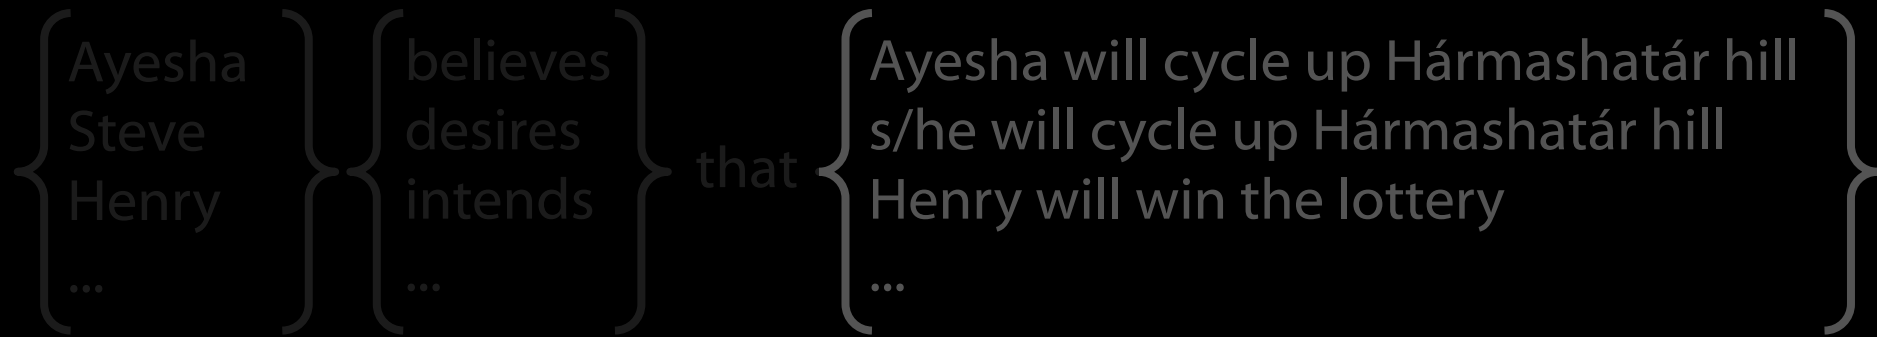 Ayesha
Steve
Henry
...
believes
desires
intends
...
that
Ayesha will cycle up Hármashatár hill
s/he will cycle up Hármashatár hill
Henry will win the lottery
...